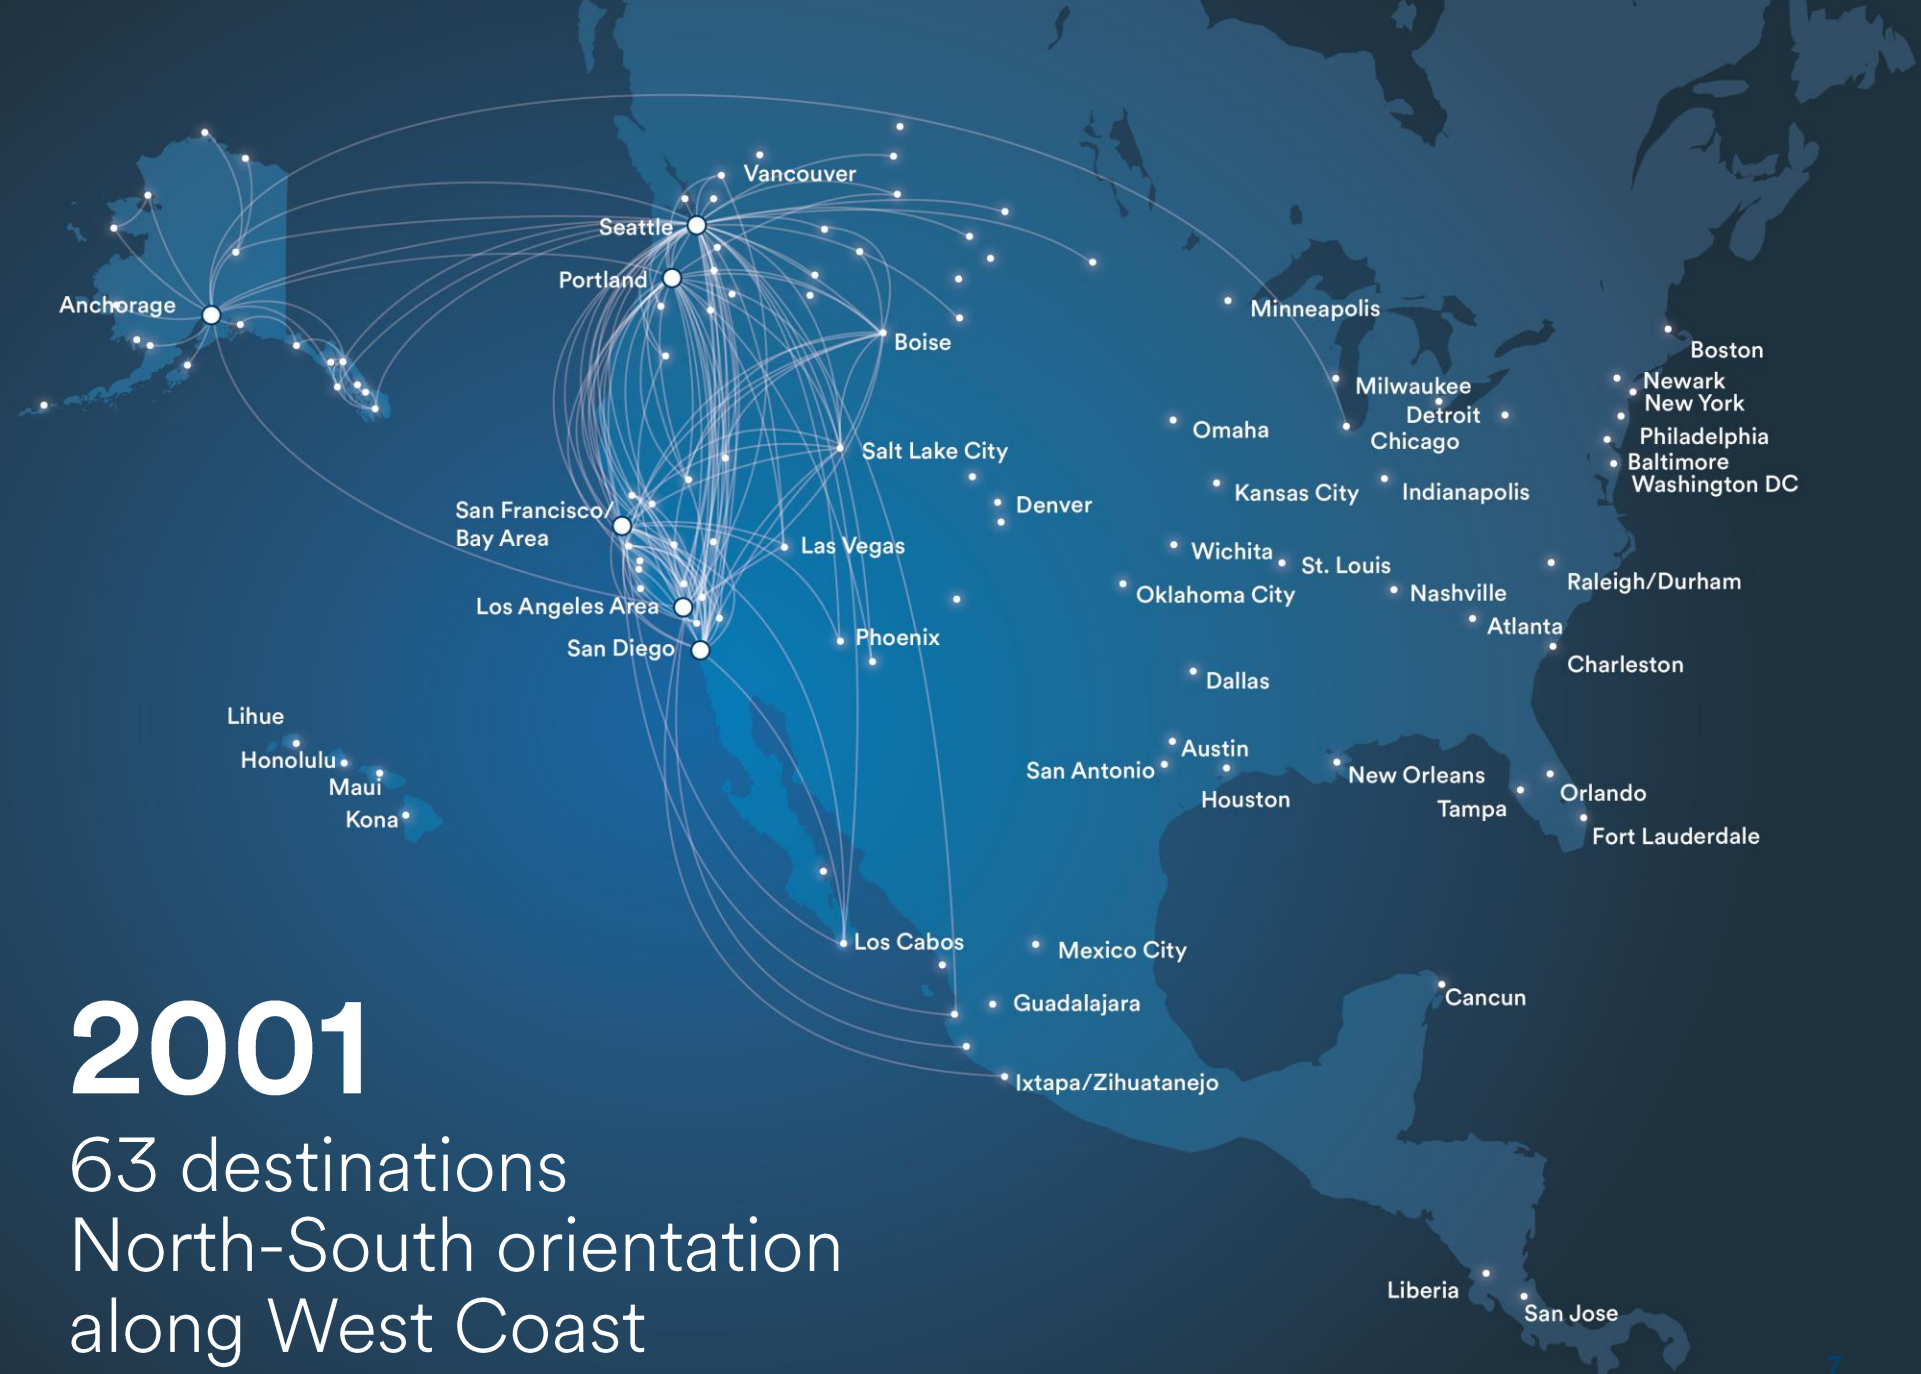 Vancouver
Seattle
Portland
Anchorage
Minneapolis
Boise
Boston
Milwaukee
Newark
New York
Detroit
Omaha
Chicago
Philadelphia
Salt Lake City
Baltimore
Washington DC
Kansas City
Indianapolis
Denver
San Francisco/
Bay Area
Las Vegas
Wichita
St. Louis
Raleigh/Durham
Oklahoma City
Nashville
Los Angeles Area
Atlanta
Phoenix
San Diego
Charleston
Dallas
Lihue
Honolulu
Maui
Kona
Austin
San Antonio
Houston
New Orleans
Tampa
Orlando
Fort Lauderdale
Los Cabos
Mexico City
Guadalajara
Cancun
Ixtapa/Zihuatanejo
Liberia
San Jose
2001
63 destinations
North-South orientation
along West Coast
7